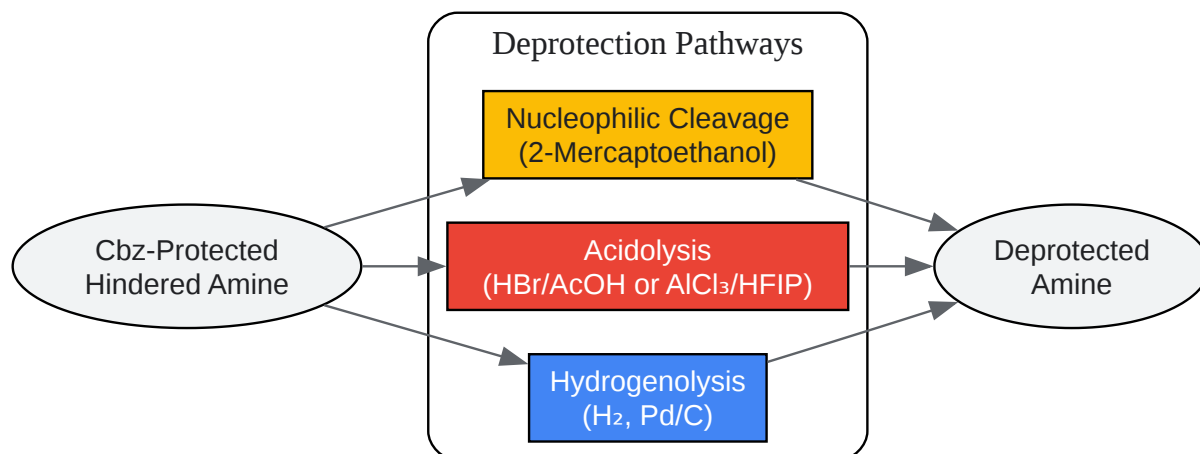 Deprotection Pathways
Nucleophilic Cleavage
(2-Mercaptoethanol)
Cbz-Protected
Hindered Amine
Acidolysis
(HBr/AcOH or AlCl₃/HFIP)
Deprotected
Amine
Hydrogenolysis
(H₂, Pd/C)